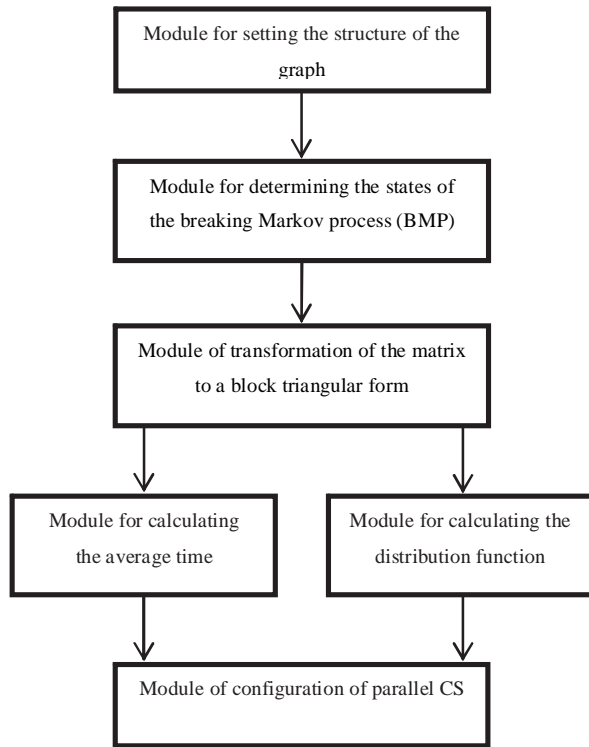 Module for setting the structure of the
graph
Module for determining the states of
the breaking Markov process (BMP)
Module of transformation of the matrix
to a block triangular form
Module for calculating
the average time
Module for calculating the
distribution function
Module of configuration of parallel CS